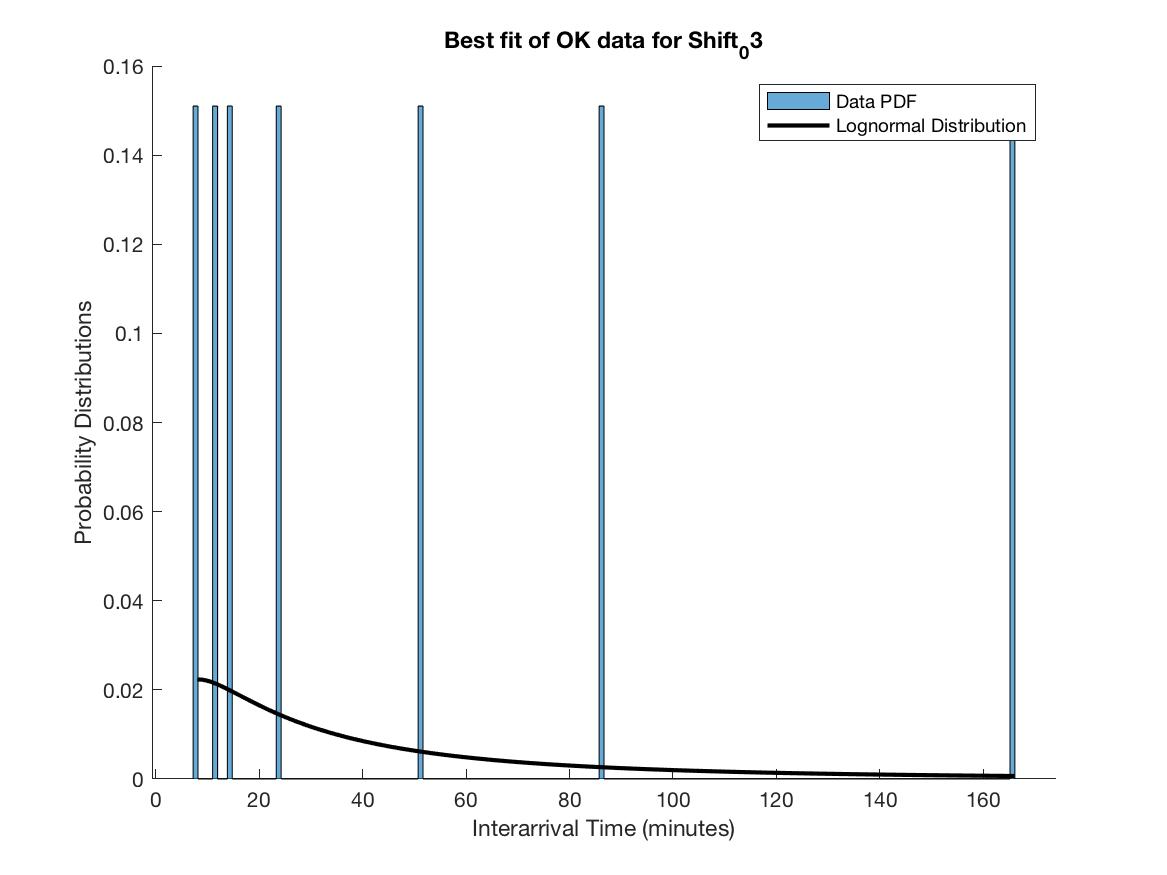 Best fit of OK data for Shift₀3
0.16
0.14
0.12
0.1
0.08
0.06
0.04
0.02
0
Probability Distributions
Data PDF
Lognormal Distribution
0 20 40 60 80 100 120 140 160
Interarrival Time (minutes)